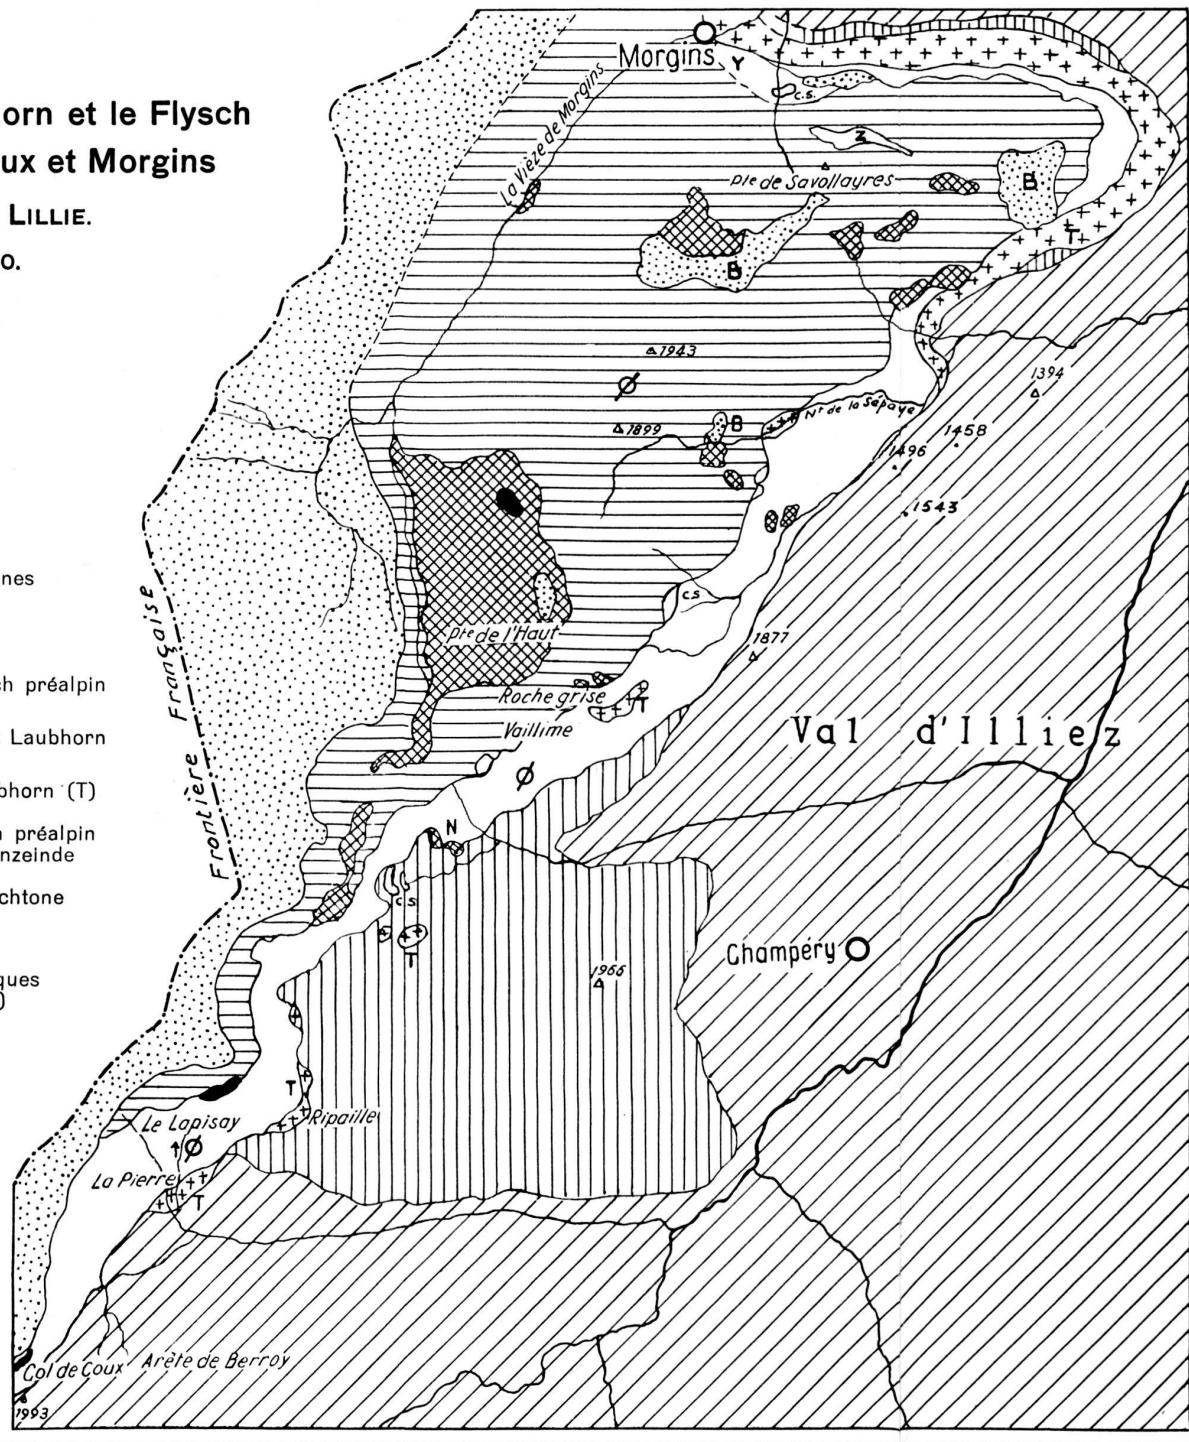 orn et le Flysch
ux et Morgins
LILLIE.
o.
nes
ch préalpin
Laubhorn
bhorn (T)
n préalpin
nzeinde
chtone
ques
)
Morgins
Y
c.s.
La Vièze de Morgins
Z
Pte de Savollayres
B
B
T
1943
1394
1899
B
Nt de la Sépaye
1458
1496
1543
Frontière Française
c.s
Pte de l'Haut
1877
Roche grise
T
Vaillime
Val d'Illiez
N
c.s
T
Champéry
1966
T
Ripaille
Le Lapisay
La Pierre
T
Col de Coux
Arête de Berroy
1993